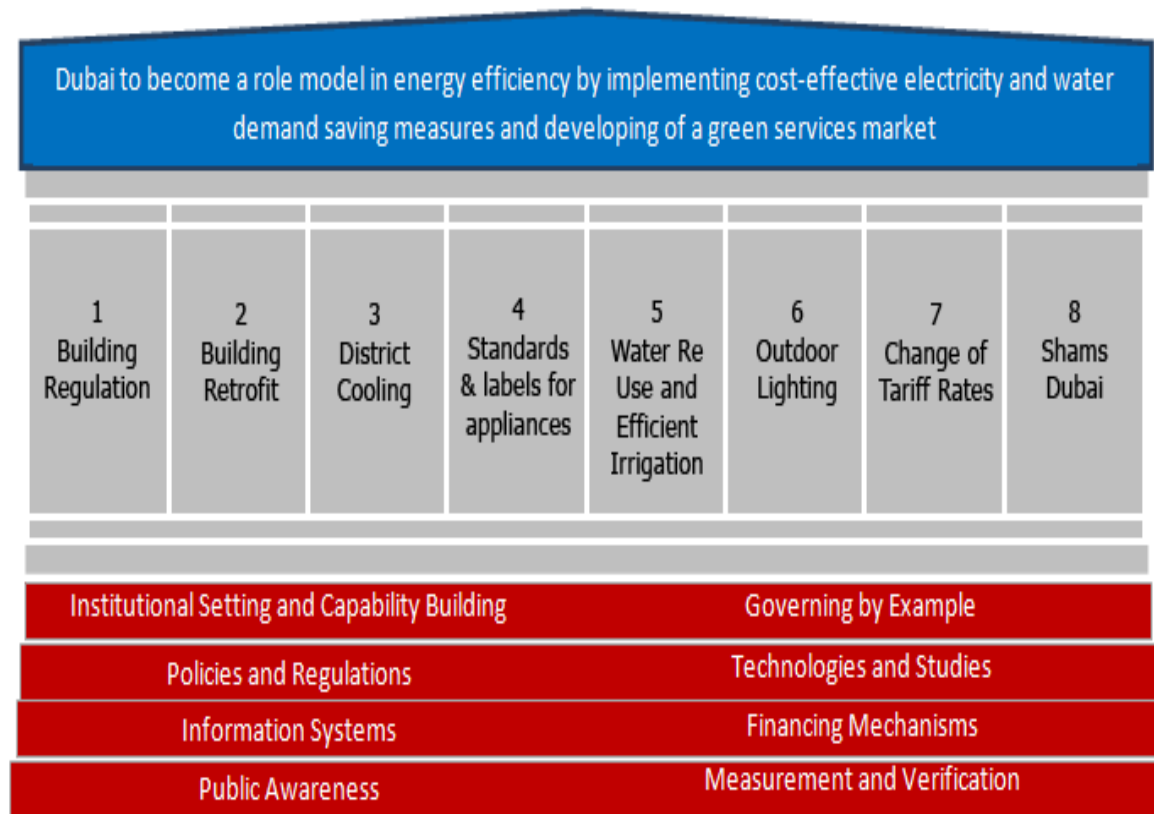 Dubai to become a role model in energy efficiency by implementing cost-effective electricity and water
demand saving measures and developing of a green services market
1
Building
Regulation
2
Building
Retrofit
3
District
Cooling
4
Standards
& labels for
appliances
5
Water Re
Use and
Efficient
Irrigation
6
Outdoor
Lighting
7
Change of
Tariff Rates
8
Shams
Dubai
Institutional Setting and Capability Building
Governing by Example
Policies and Regulations
Technologies and Studies
Information Systems
Financing Mechanisms
Public Awareness
Measurement and Verification